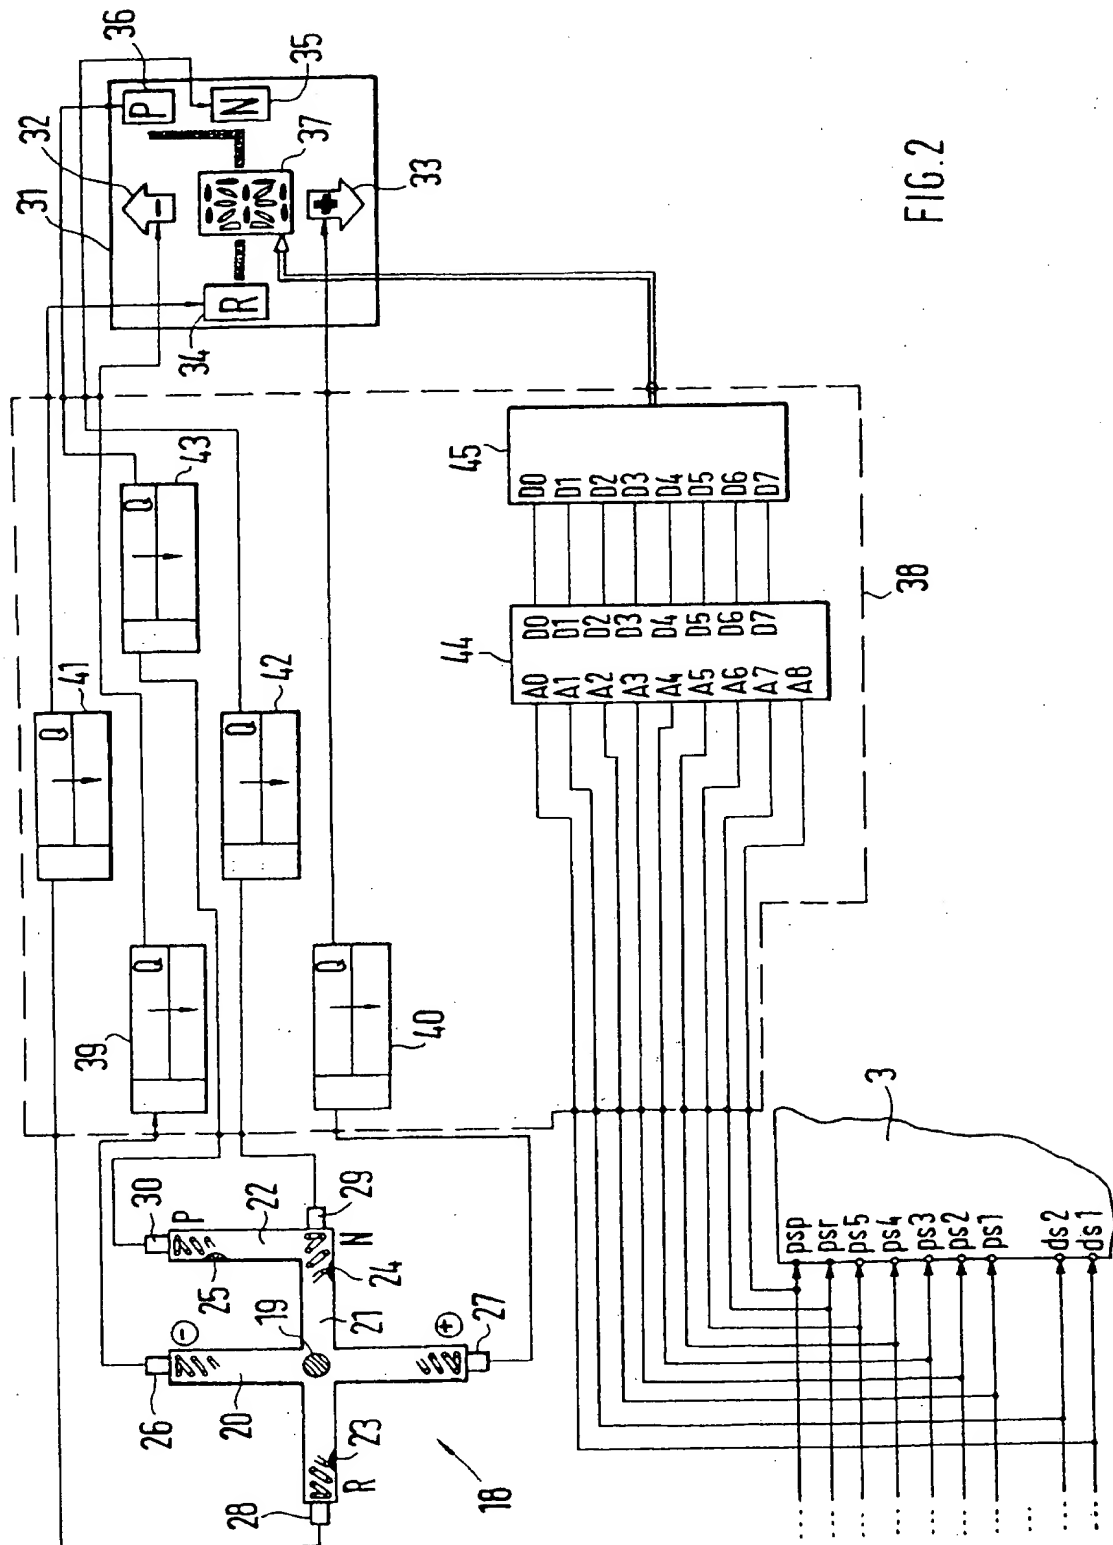 FIG.2
36
P
35
N
32
31
37
33
-
+
R
34
43
Q
41
Q
42
Q
39
Q
40
Q
45
D0
D1
D2
D3
D4
D5
D6
D7
44
D0
D1
D2
D3
D4
D5
D6
D7
A0
A1
A2
A3
A4
A5
A6
A7
A8
38
3
30
P
22
29
N
25
24
21
19
-
+
27
26
20
23
R
28
18
psp
psr
ps5
ps4
ps3
ps2
ps1
ds2
ds1